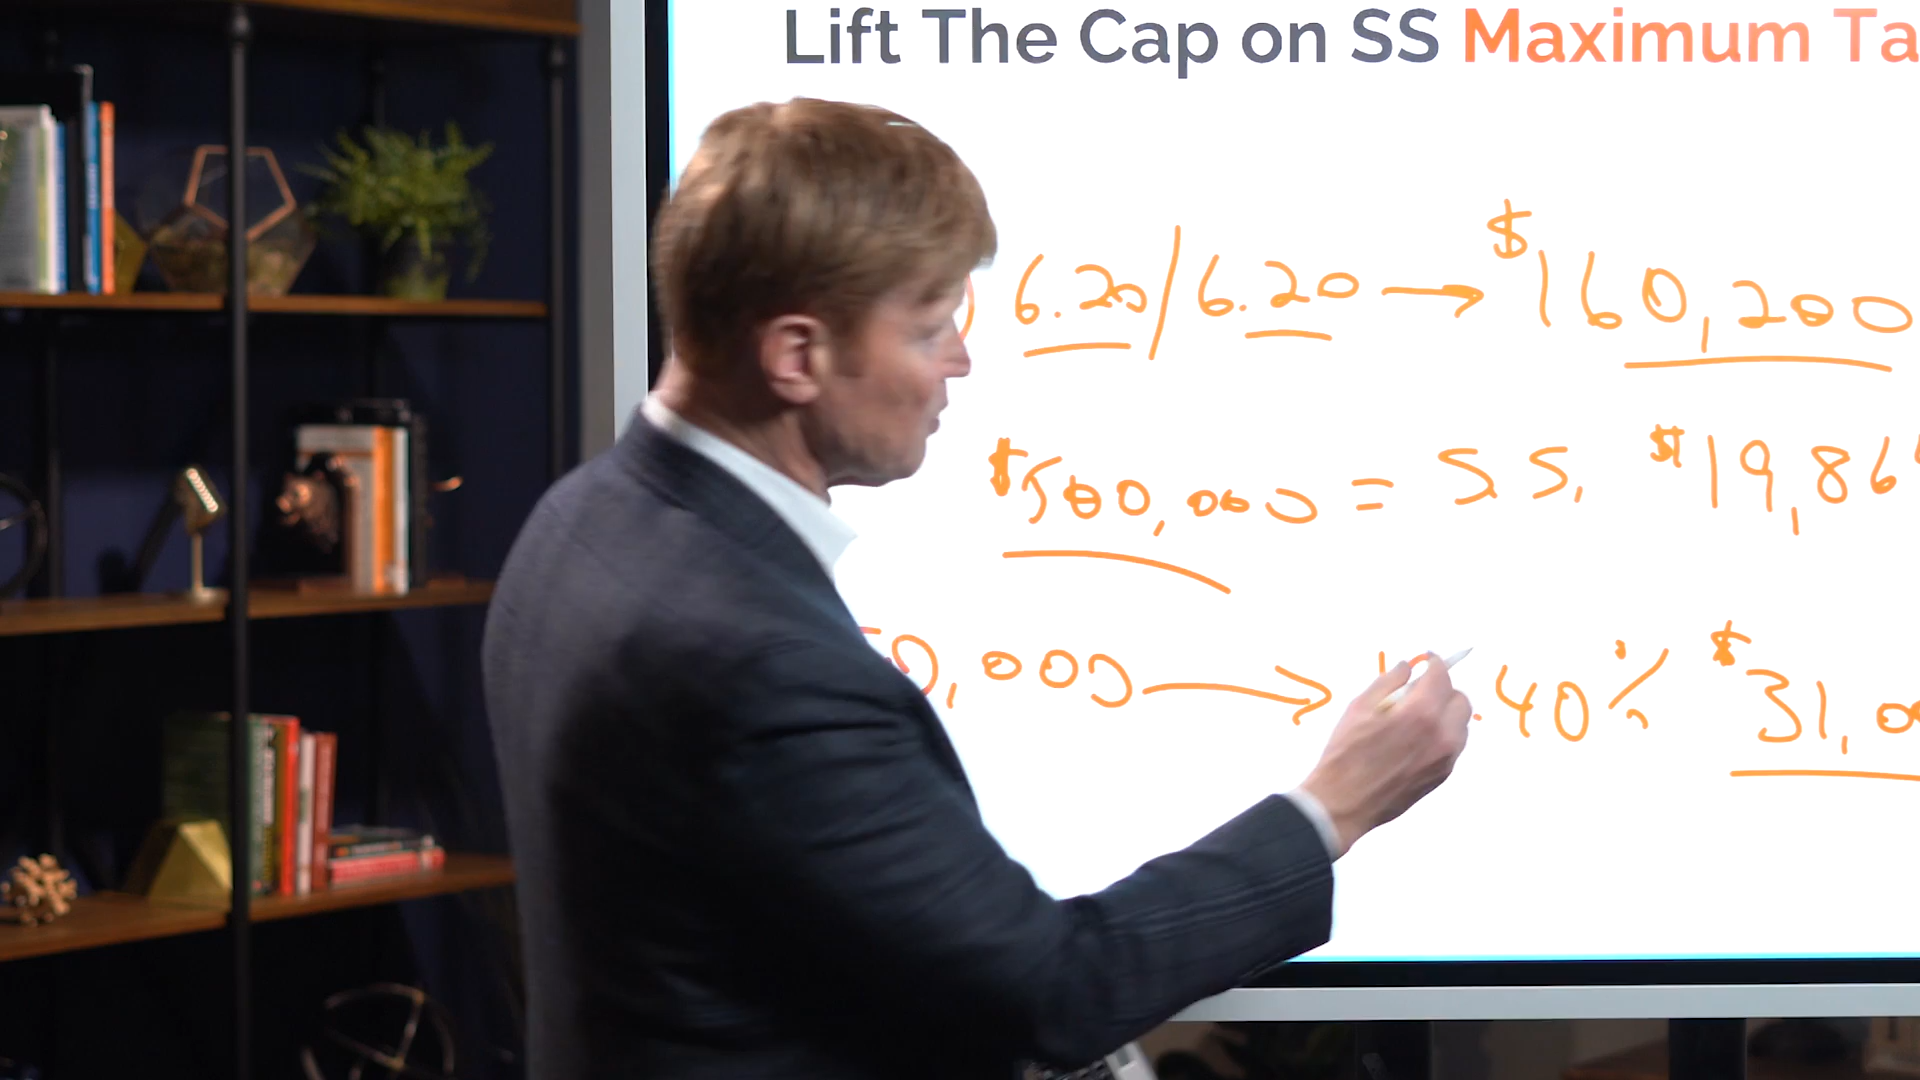 Lift The Cap on SS Maximum Ta
6.20/6.20 → $160,200
$500,000 = S.S. $19,86
50,000 → .40% $31,0